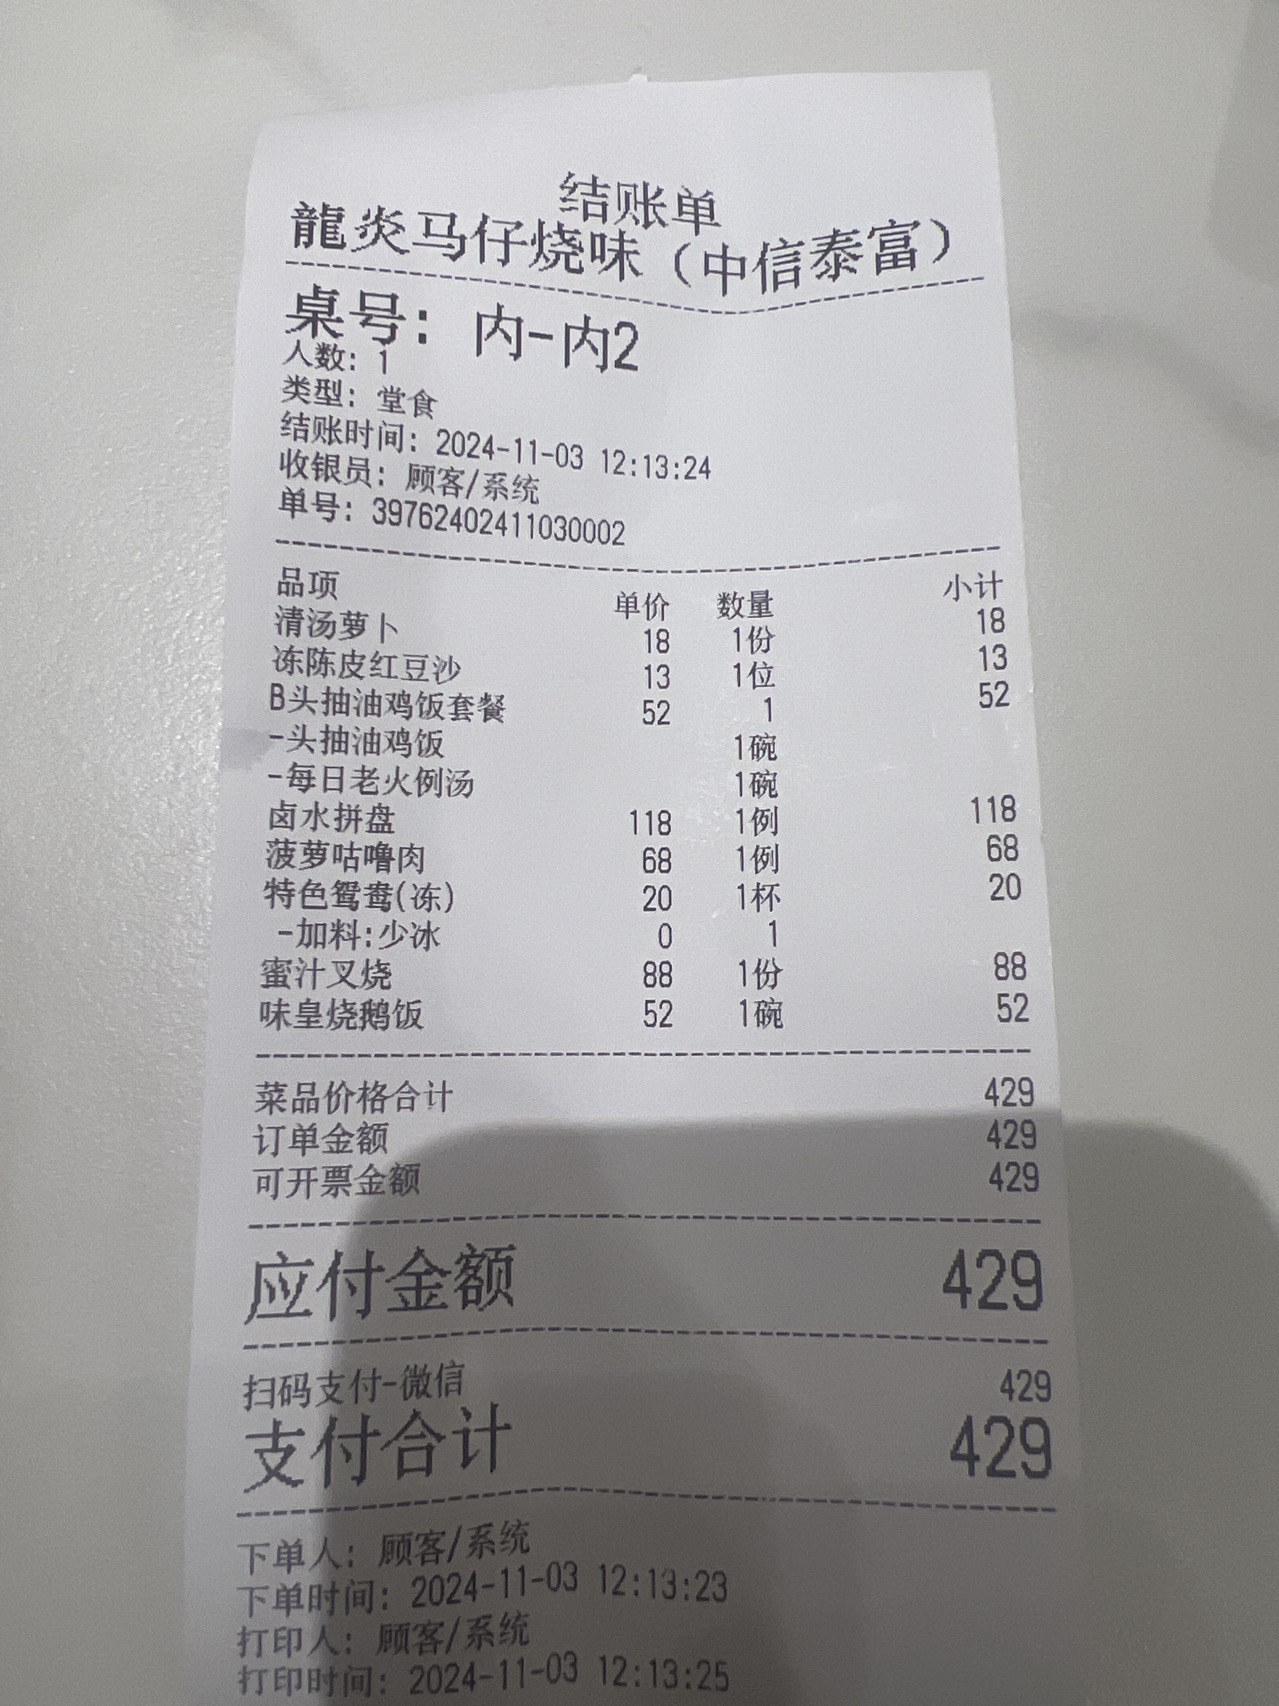 结账单
龍炎马仔烧味（中信泰富）
桌号：内-内2
人数：1
类型：堂食
结账时间：2024-11-03 12:13:24
收银员：顾客/系统
单号：39762402411030002
品项 单价 数量 小计
清汤萝卜 18 1份 18
冻陈皮红豆沙 13 1位 13
B头抽油鸡饭套餐 52 1 52
-头抽油鸡饭 1碗
-每日老火例汤 1碗
卤水拼盘 118 1例 118
菠萝咕噜肉 68 1例 68
特色鸳鸯(冻) 20 1杯 20
-加料:少冰 0 1
蜜汁叉烧 88 1份 88
味皇烧鹅饭 52 1碗 52
菜品价格合计 429
订单金额 429
可开票金额 429
应付金额 429
扫码支付-微信 429
支付合计 429
下单人：顾客/系统
下单时间：2024-11-03 12:13:23
打印人：顾客/系统
打印时间：2024-11-03 12:13:25